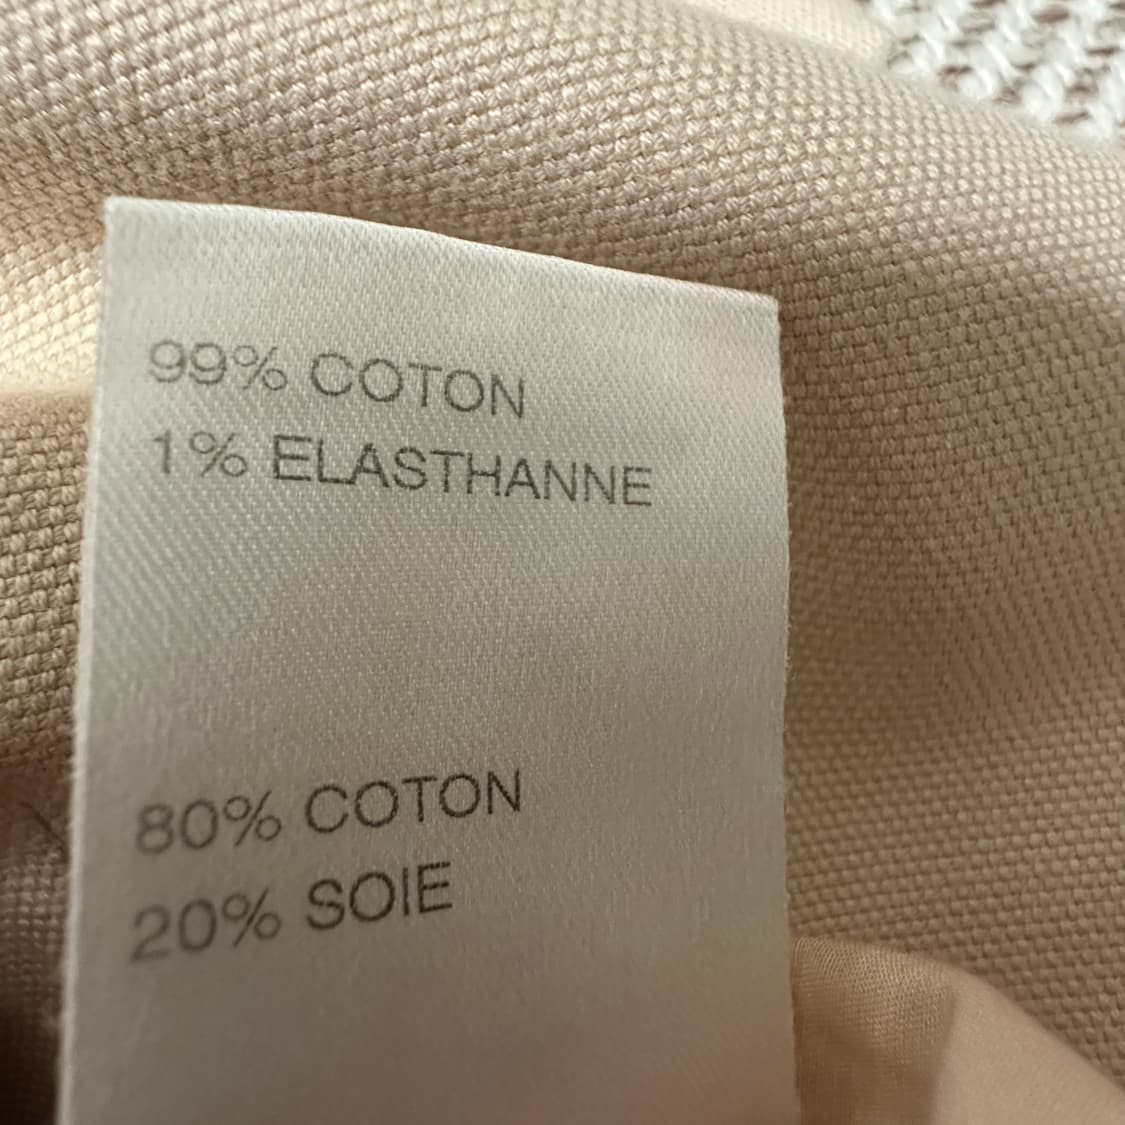 99% COTON
1% ELASTHANNE
80% COTON
20% SOIE